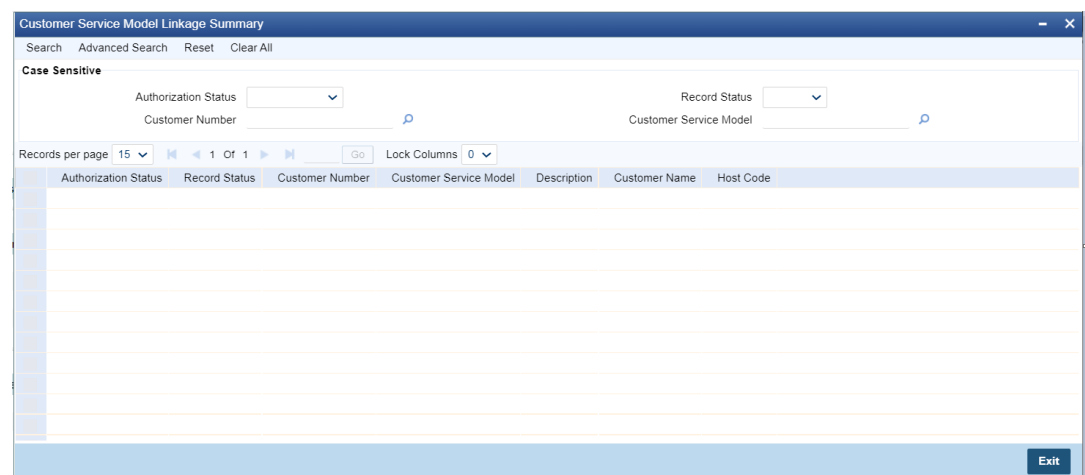 Customer Service Model Linkage Summary
Search Advanced Search Reset Clear All
Case Sensitive
Authorization Status Record Status
Customer Number Customer Service Model
Records per page 15 1 Of 1 Go Lock Columns 0
Authorization Status Record Status Customer Number Customer Service Model Description Customer Name Host Code
Exit